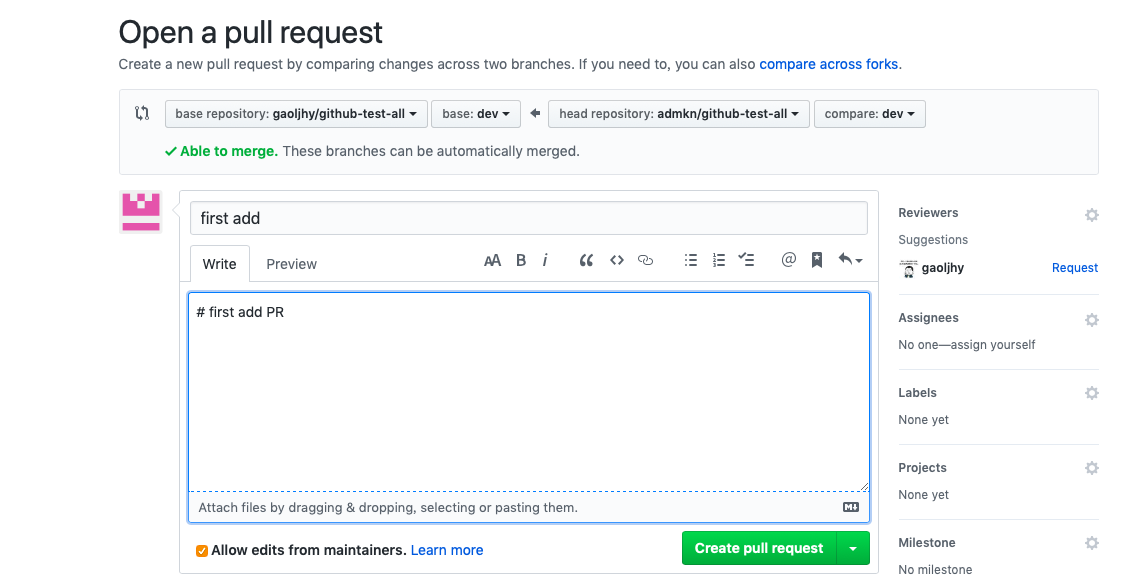 Open a pull request
Create a new pull request by comparing changes across two branches. If you need to, you can also compare across forks.
base repository: gaoljhy/github-test-all base: dev head repository: admkn/github-test-all compare: dev
Able to merge. These branches can be automatically merged.
first add
Write Preview AA B i
# first add PR
Attach files by dragging & dropping, selecting or pasting them.
Allow edits from maintainers. Learn more
Create pull request
Reviewers
Suggestions
gaoljhy Request
Assignees
No one—assign yourself
Labels
None yet
Projects
None yet
Milestone
No milestone